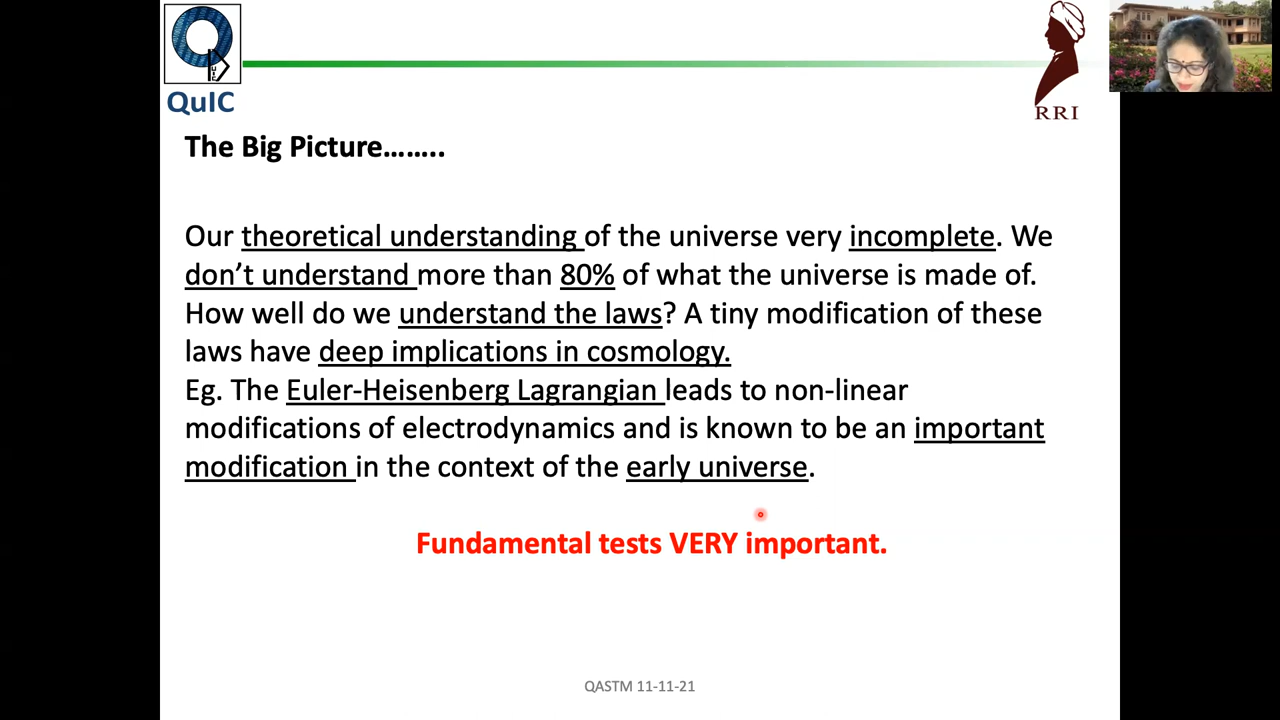 QuIC
QuIC
RRI
The Big Picture........
Our theoretical understanding of the universe very incomplete. We
don’t understand more than 80% of what the universe is made of.
How well do we understand the laws? A tiny modification of these
laws have deep implications in cosmology.
Eg. The Euler-Heisenberg Lagrangian leads to non-linear
modifications of electrodynamics and is known to be an important
modification in the context of the early universe.
Fundamental tests VERY important.
QASTM 11-11-21